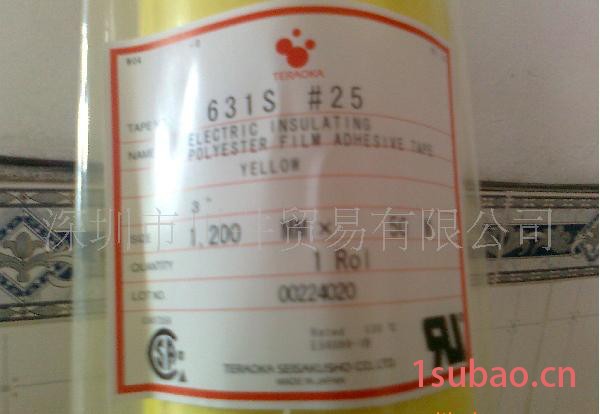 TERAOKA
TAPE 631S #25
NAME ELECTRIC INSULATING
POLYESTER FILM ADHESIVE TAPE
YELLOW
3"
SIZE 1,200
QUANTITY 1 Rol
LOT NO. 00224020
TERAOKA SEISAKUSHO CO., LTD.
MADE IN JAPAN
深圳市 贸易有限公司
1subao.cn